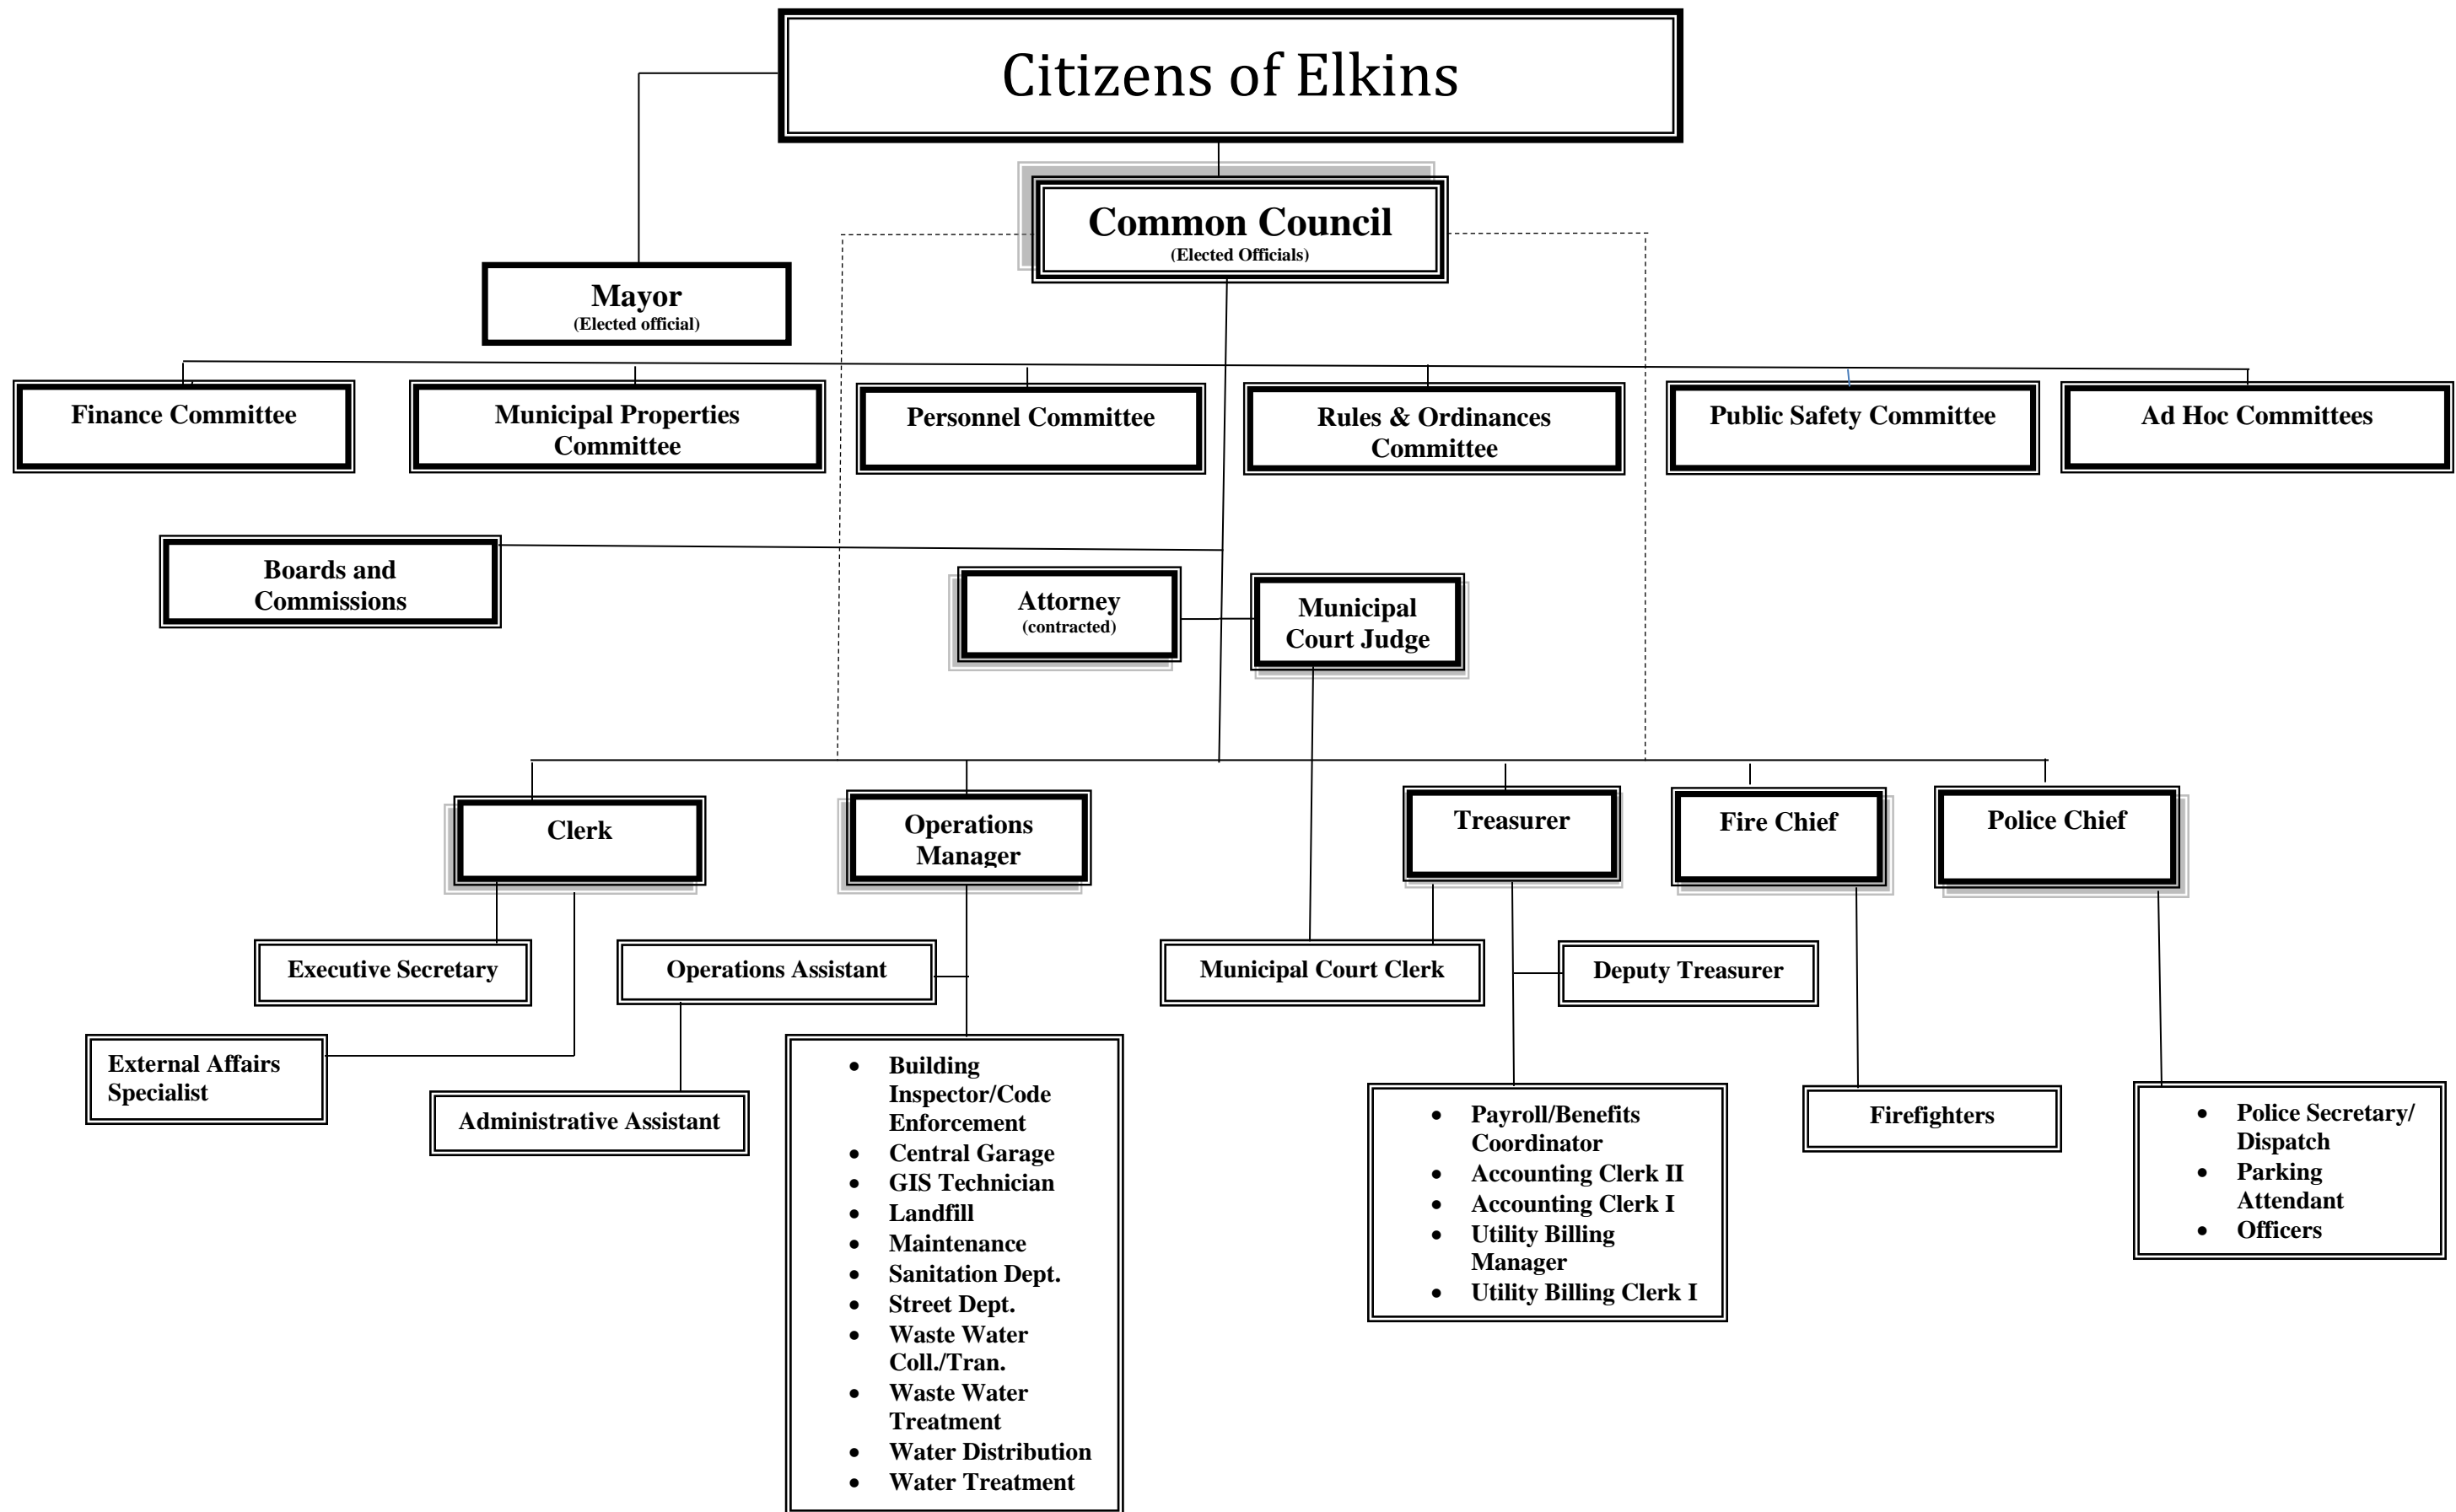 Citizens of Elkins
Common Council
(Elected Officials)
Mayor
(Elected official)
Finance Committee
Municipal Properties
Committee
Personnel Committee
Rules & Ordinances
Committee
Public Safety Committee
Ad Hoc Committees
Boards and
Commissions
Attorney
(contracted)
Municipal
Court Judge
Clerk
Operations
Manager
Treasurer
Fire Chief
Police Chief
Executive Secretary
Operations Assistant
Municipal Court Clerk
Deputy Treasurer
External Affairs
Specialist
Administrative Assistant
• Building
Inspector/Code
Enforcement
• Central Garage
• GIS Technician
• Landfill
• Maintenance
• Sanitation Dept.
• Street Dept.
• Waste Water
Coll./Tran.
• Waste Water
Treatment
• Water Distribution
• Water Treatment
• Payroll/Benefits
Coordinator
• Accounting Clerk II
• Accounting Clerk I
• Utility Billing
Manager
• Utility Billing Clerk I
Firefighters
• Police Secretary/
Dispatch
• Parking
Attendant
• Officers